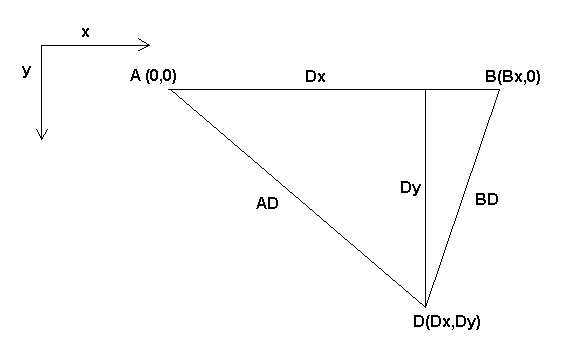 x
y
A (0,0)
Dx
B(Bx,0)
Dy
AD
BD
D(Dx,Dy)